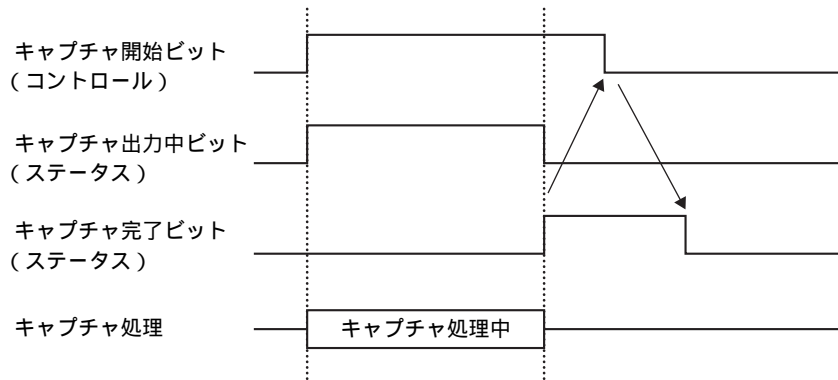 キャプチャ開始ビット
(コントロール)
キャプチャ出力中ビット
(ステータス)
キャプチャ完了ビット
(ステータス)
キャプチャ処理
キャプチャ処理中